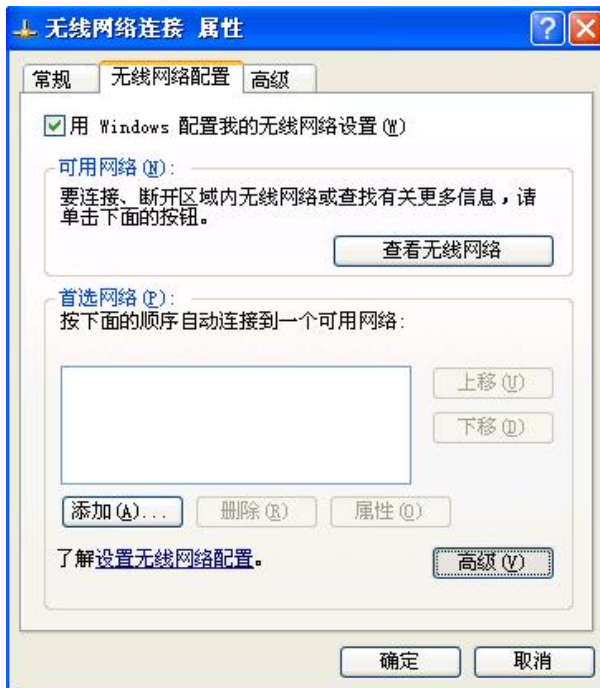 无线网络连接 属性
常规
无线网络配置
高级
用 Windows 配置我的无线网络设置(W)
可用网络(N):
要连接、断开区域内无线网络或查找有关更多信息，请
单击下面的按钮。
查看无线网络
首选网络(P):
按下面的顺序自动连接到一个可用网络:
上移(U)
下移(D)
添加(A)...
删除(R)
属性(O)
了解设置无线网络配置。
高级(V)
确定
取消